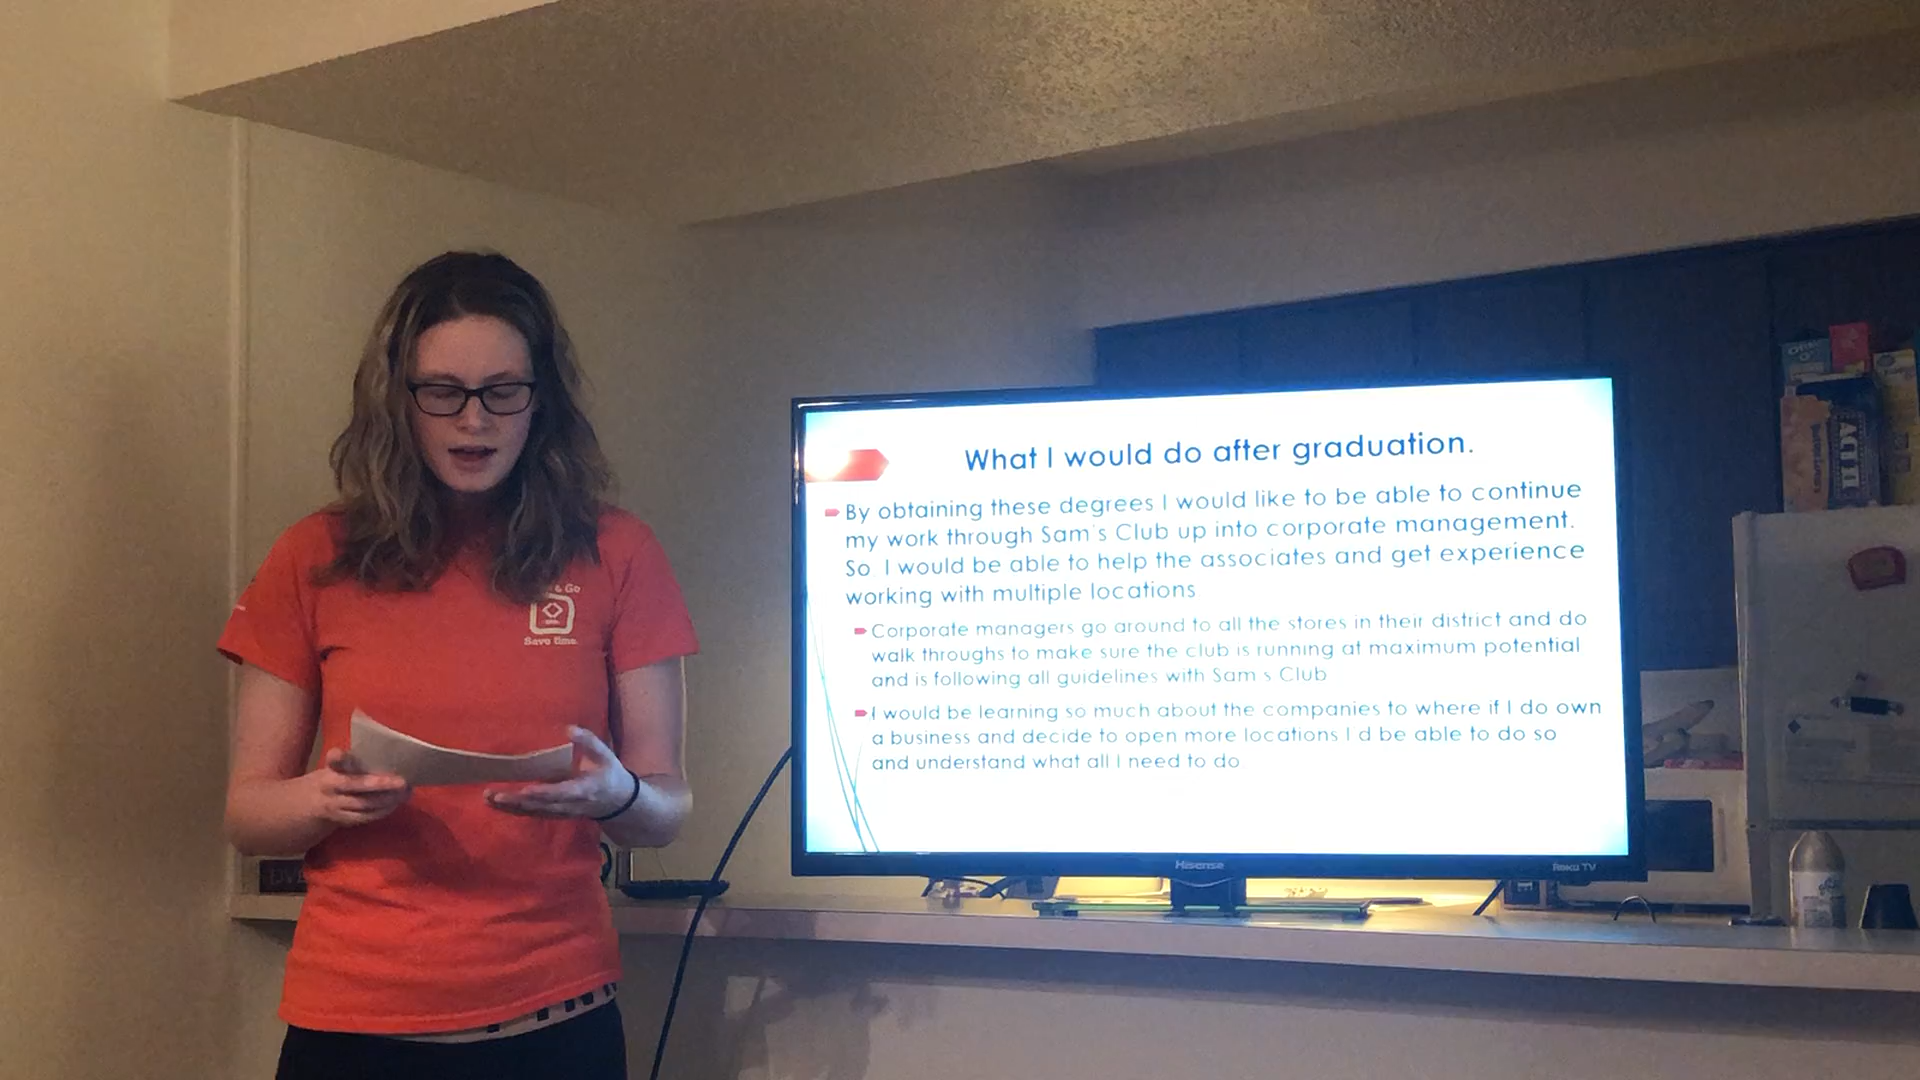 What I would do after graduation.
By obtaining these degrees I would like to be able to continue
my work through Sam's Club up into corporate management.
So I would be able to help the associates and get experience
working with multiple locations
Corporate managers go around to all the stores in their district and do
walk throughs to make sure the club is running at maximum potential
and is following all guidelines with Sam s Club
I would be learning so much about the companies to where if I do own
a business and decide to open more locations I d be able to do so
and understand what all I need to do
& Go
Save time.
Hisense
Roku TV
ACT II